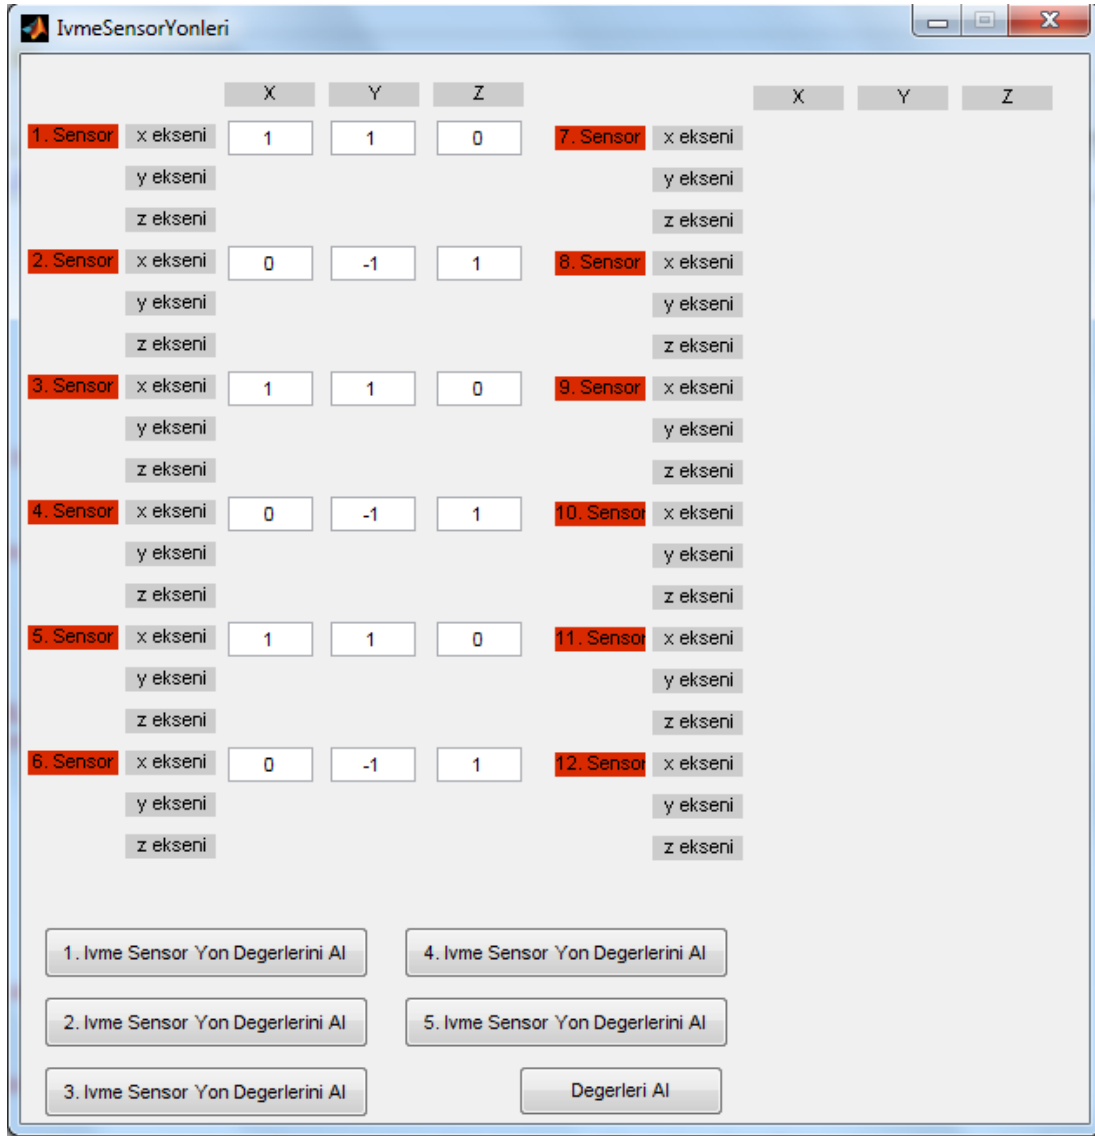 IvmeSensorYonleri
X Y Z X Y Z
1. Sensor x ekseni 1 1 0 7. Sensor x ekseni
y ekseni y ekseni
z ekseni z ekseni
2. Sensor x ekseni 0 -1 1 8. Sensor x ekseni
y ekseni y ekseni
z ekseni z ekseni
3. Sensor x ekseni 1 1 0 9. Sensor x ekseni
y ekseni y ekseni
z ekseni z ekseni
4. Sensor x ekseni 0 -1 1 10. Sensor x ekseni
y ekseni y ekseni
z ekseni z ekseni
5. Sensor x ekseni 1 1 0 11. Sensor x ekseni
y ekseni y ekseni
z ekseni z ekseni
6. Sensor x ekseni 0 -1 1 12. Sensor x ekseni
y ekseni y ekseni
z ekseni z ekseni
1. Ivme Sensor Yon Degerlerini Al 4. Ivme Sensor Yon Degerlerini Al
2. Ivme Sensor Yon Degerlerini Al 5. Ivme Sensor Yon Degerlerini Al
3. Ivme Sensor Yon Degerlerini Al Degerleri Al